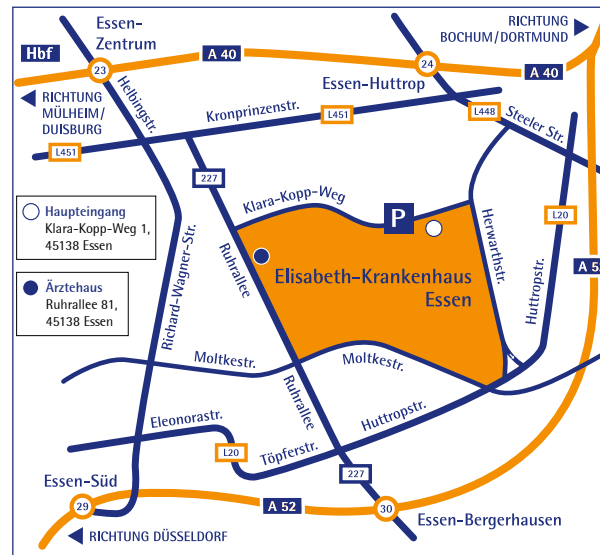 Essen-
Zentrum
Hbf
RICHTUNG
BOCHUM/DORTMUND
A 40
23
24
A 40
Essen-Huttrop
RICHTUNG
MÜLHEIM/
DUISBURG
Helbingstr.
Kronprinzenstr.
L451
L448
Steeler Str.
L451
227
Klara-Kopp-Weg
P
Herwarthstr.
L20
Haupteingang
Klara-Kopp-Weg 1,
45138 Essen
Ärztehaus
Ruhrallee 81,
45138 Essen
Richard-Wagner-Str.
Ruhrallee
Elisabeth-Krankenhaus
Essen
Huttropstr.
A 5
Moltkestr.
Moltkestr.
Ruhrallee
Eleonorastr.
Huttropstr.
L20
Töpferstr.
Essen-Süd
227
29
A 52
30
Essen-Bergerhausen
RICHTUNG DÜSSELDORF